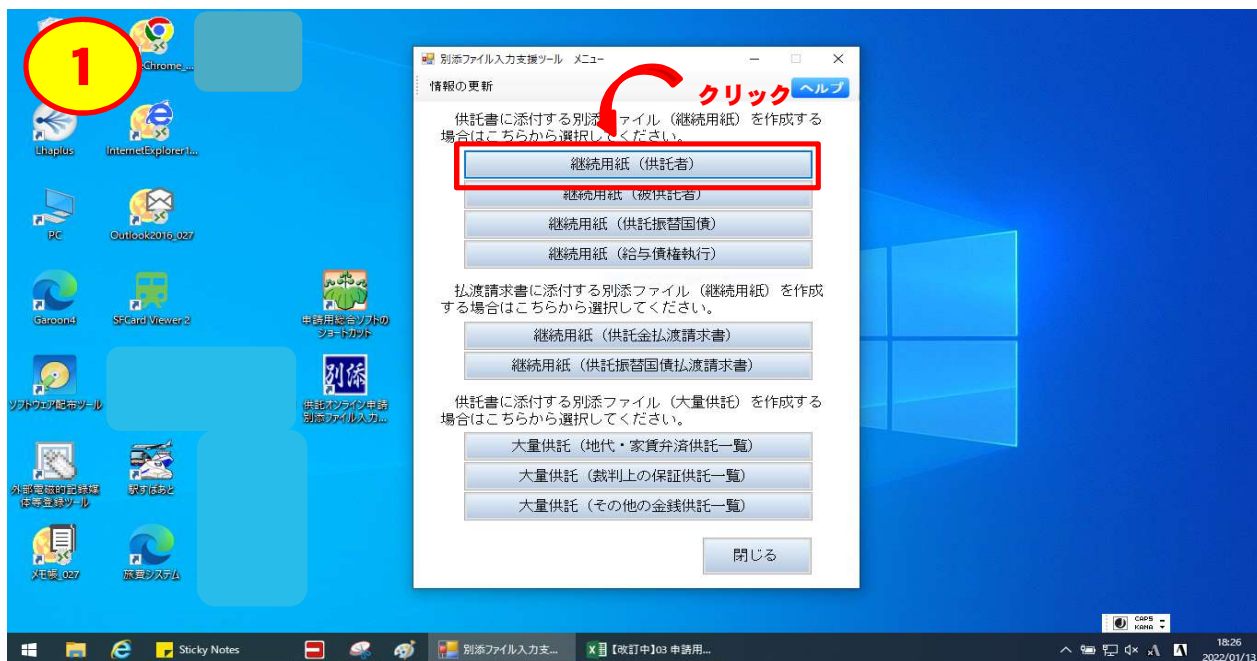 1
Chrome_...
Lhaplus
InternetExplorer1...
PC
Outlook2016_027
Garoon4
SFCard Viewer 2
申請用総合ソフトの
ショートカット
ソフトウェア配布ツール
別添
供託オンライン申請
別添ファイル入力...
外部電磁的記録媒
体等登録ツール
駅すぱあと
メモ帳_027
旅費システム
別添ファイル入力支援ツール メニュー
情報の更新
ヘルプ
クリック
供託書に添付する別添ファイル（継続用紙）を作成する
場合はこちらから選択してください。
継続用紙（供託者）
継続用紙（被供託者）
継続用紙（供託振替国債）
継続用紙（給与債権執行）
払渡請求書に添付する別添ファイル（継続用紙）を作成
する場合はこちらから選択してください。
継続用紙（供託金払渡請求書）
継続用紙（供託振替国債払渡請求書）
供託書に添付する別添ファイル（大量供託）を作成する
場合はこちらから選択してください。
大量供託（地代・家賃弁済供託一覧）
大量供託（裁判上の保証供託一覧）
大量供託（その他の金銭供託一覧）
閉じる
CAPS
KANA
Sticky Notes
別添ファイル入力支...
【改訂中】03 申請用...
18:26
2022/01/13